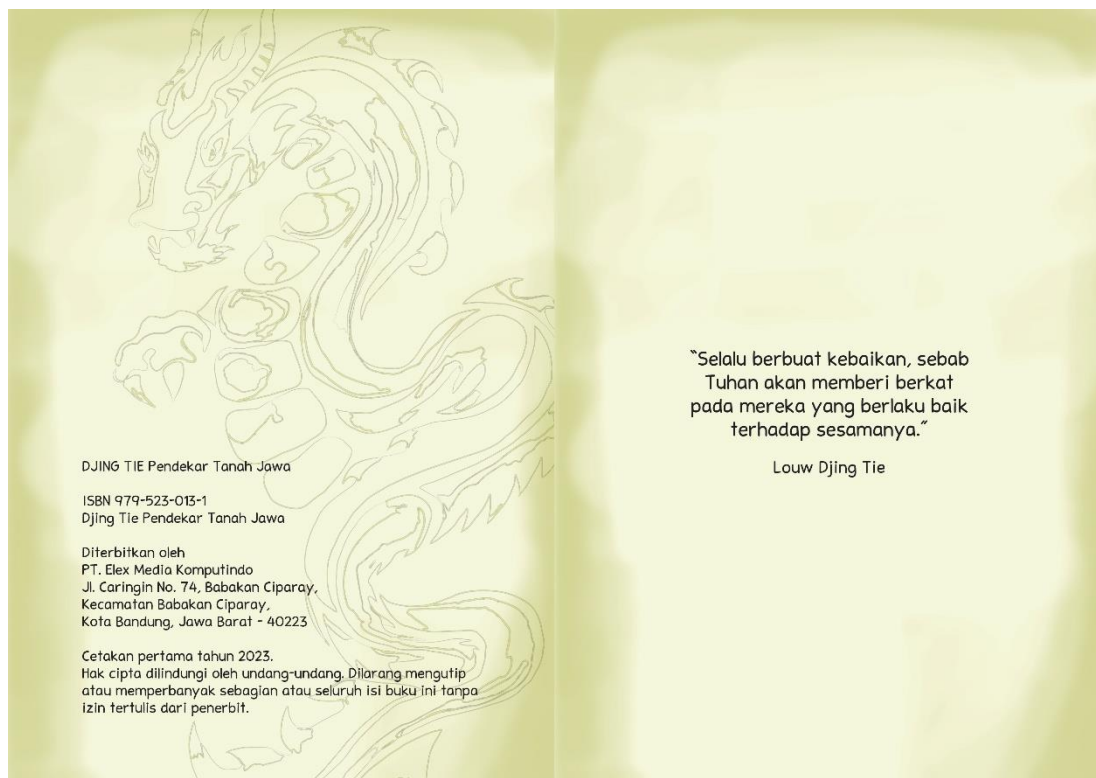 DJING TIE Pendekar Tanah Jawa
ISBN 979-523-013-1
Djing Tie Pendekar Tanah Jawa
Diterbitkan oleh
PT. Elex Media Komputindo
Jl. Caringin No. 74, Babakan Ciparay,
Kecamatan Babakan Ciparay,
Kota Bandung, Jawa Barat - 40223
Cetakan pertama tahun 2023.
Hak cipta dilindungi oleh undang-undang. Dilarang mengutip
atau memperbanyak sebagian atau seluruh isi buku ini tanpa
izin tertulis dari penerbit.
"Selalu berbuat kebaikan, sebab
Tuhan akan memberi berkat
pada mereka yang berlaku baik
terhadap sesamanya."
Louw Djing Tie